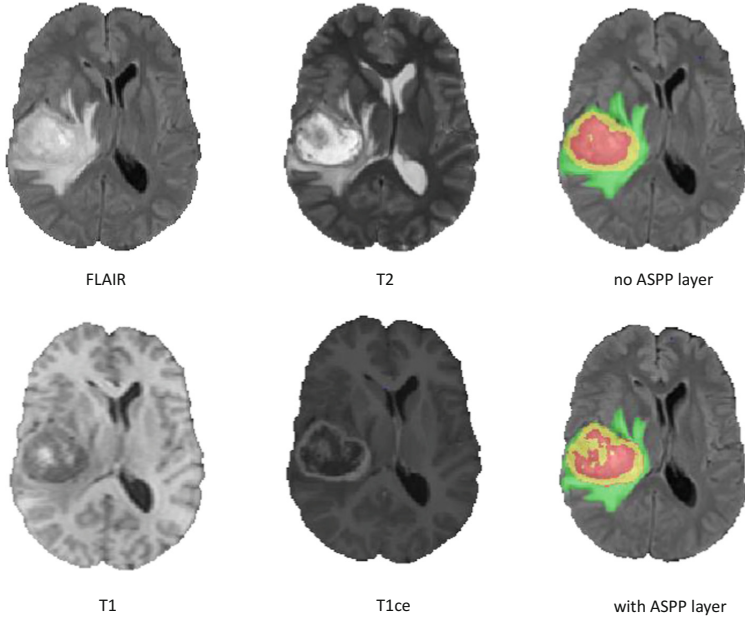 FLAIR
T2
no ASPP layer
T1
T1ce
with ASPP layer